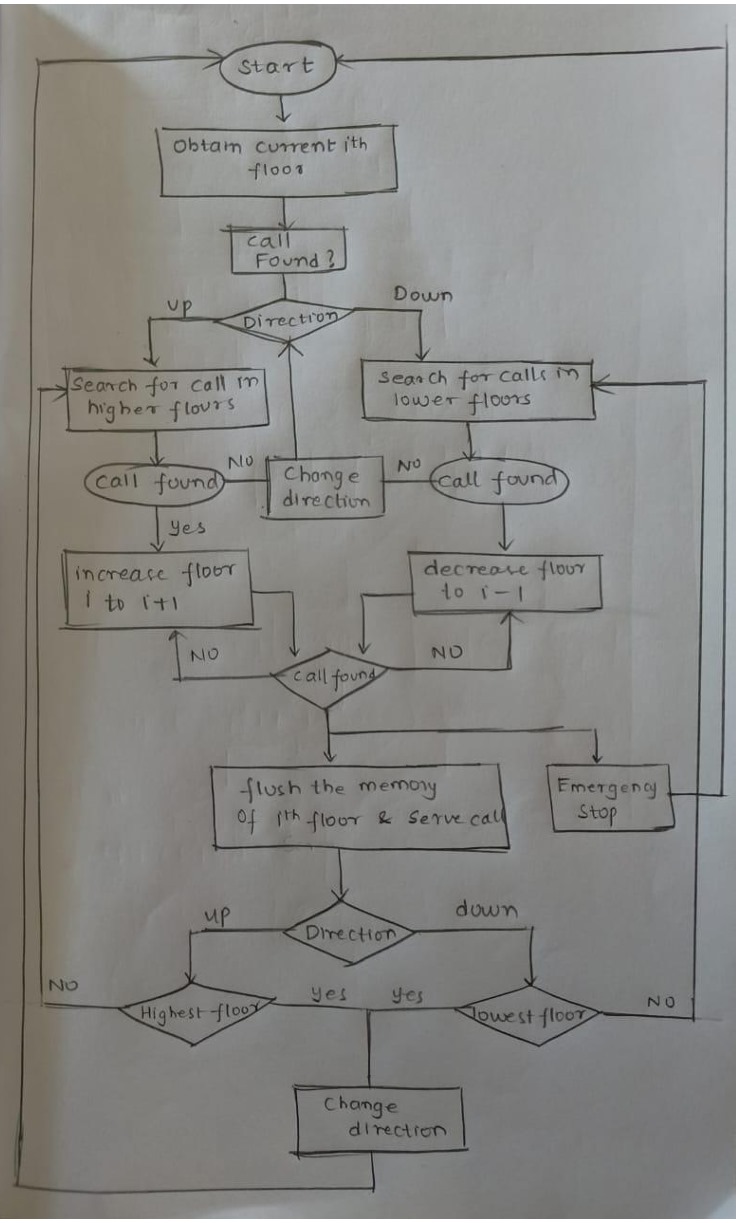 Start
Obtain current ith
floor
Call
Found?
Direction
up
Down
Search for call in
higher flours
Search for calls in
lower floors
Call found
NO
Change
direction
NO
Call found
Yes
increase floor
i to i+1
decrease flour
to i-1
NO
Call found
NO
flush the memory
Of ith floor & Serve call
Emergency
Stop
up
Direction
down
NO
Highest floor
yes
yes
lowest floor
NO
Change
direction